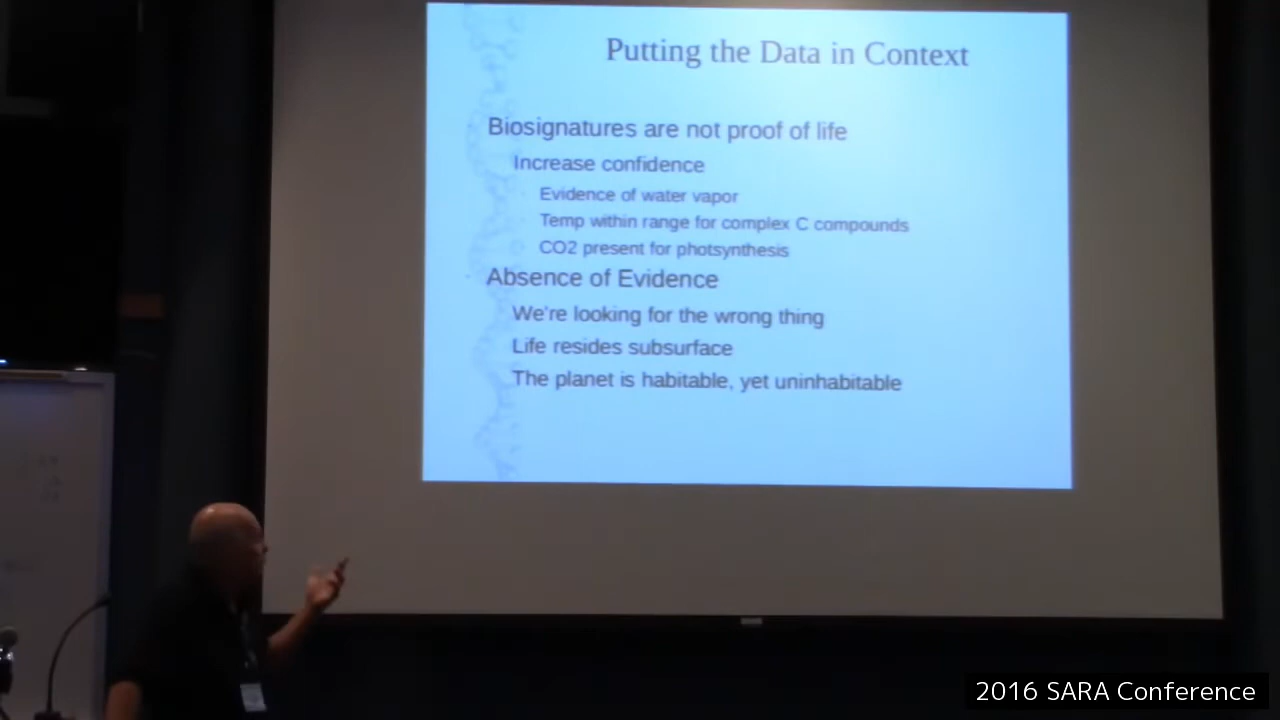 Putting the Data in Context
Biosignatures are not proof of life
Increase confidence
Evidence of water vapor
Temp within range for complex C compounds
CO2 present for photsynthesis
Absence of Evidence
We're looking for the wrong thing
Life resides subsurface
The planet is habitable, yet uninhabitable
2016 SARA Conference